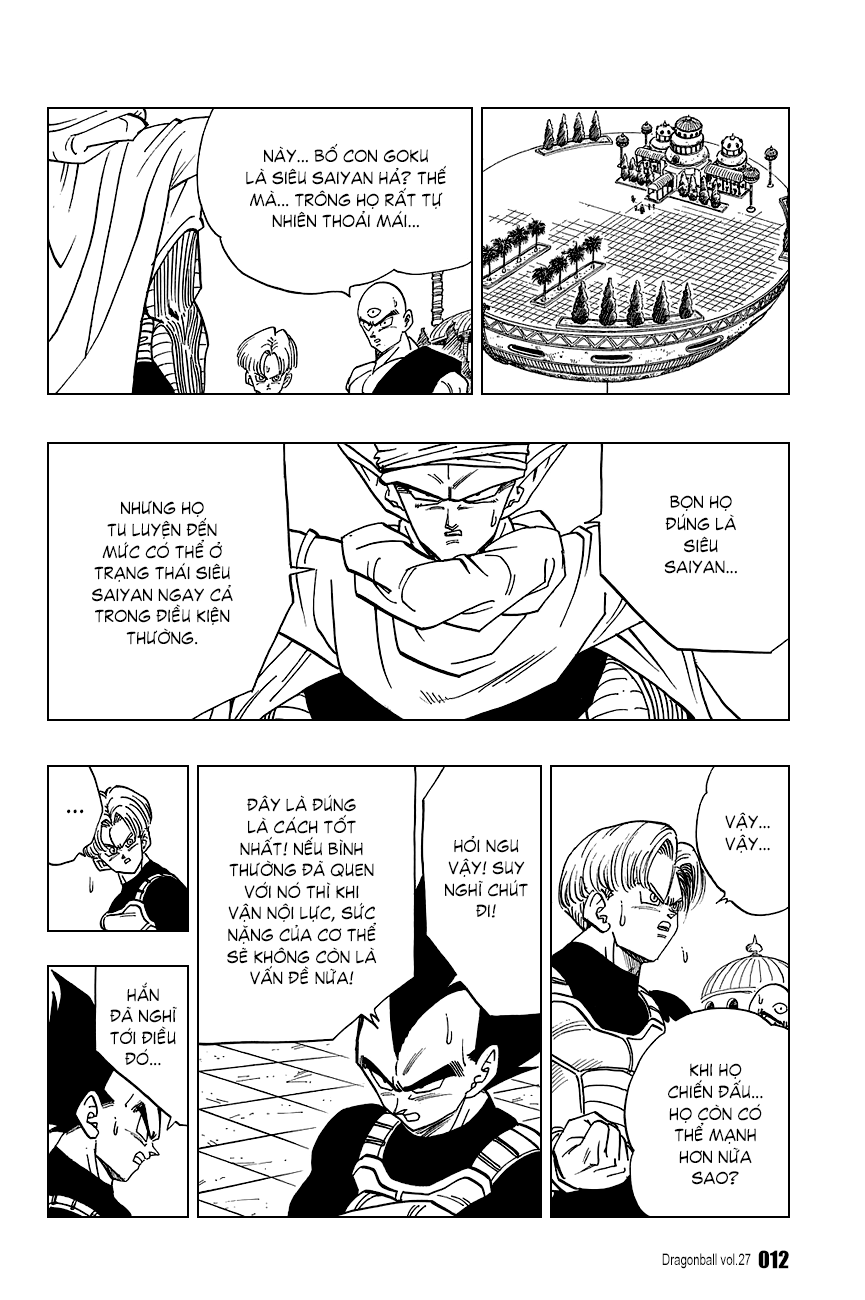 NÀY... BỐ CON GOKU
LÀ SIÊU SAIYAN HẢ? THẾ
MÀ... TRÔNG HỌ RẤT TỰ
NHIÊN THOẢI MÁI...
BỌN HỌ
ĐÚNG LÀ
SIÊU
SAIYAN...
NHƯNG HỌ
TU LUYỆN ĐẾN
MỨC CÓ THỂ Ở
TRẠNG THÁI SIÊU
SAIYAN NGAY CẢ
TRONG ĐIỀU KIỆN
THƯỜNG.
VẬY...
VẬY...
KHI HỌ
CHIẾN ĐẤU...
HỌ CÒN CÓ
THỂ MẠNH
HƠN NỮA
SAO?
HỎI NGU
VẬY! SUY
NGHĨ CHÚT
ĐI!
ĐÂY LÀ ĐÚNG
LÀ CÁCH TỐT
NHẤT! NẾU BÌNH
THƯỜNG ĐÃ QUEN
VỚI NÓ THÌ KHI
VẬN NỘI LỰC, SỨC
NẶNG CỦA CƠ THỂ
SẼ KHÔNG CÒN LÀ
VẤN ĐỀ NỮA!
...
HẮN
ĐÃ NGHĨ
TỚI ĐIỀU
ĐÓ...
Dragonball vol.27 012